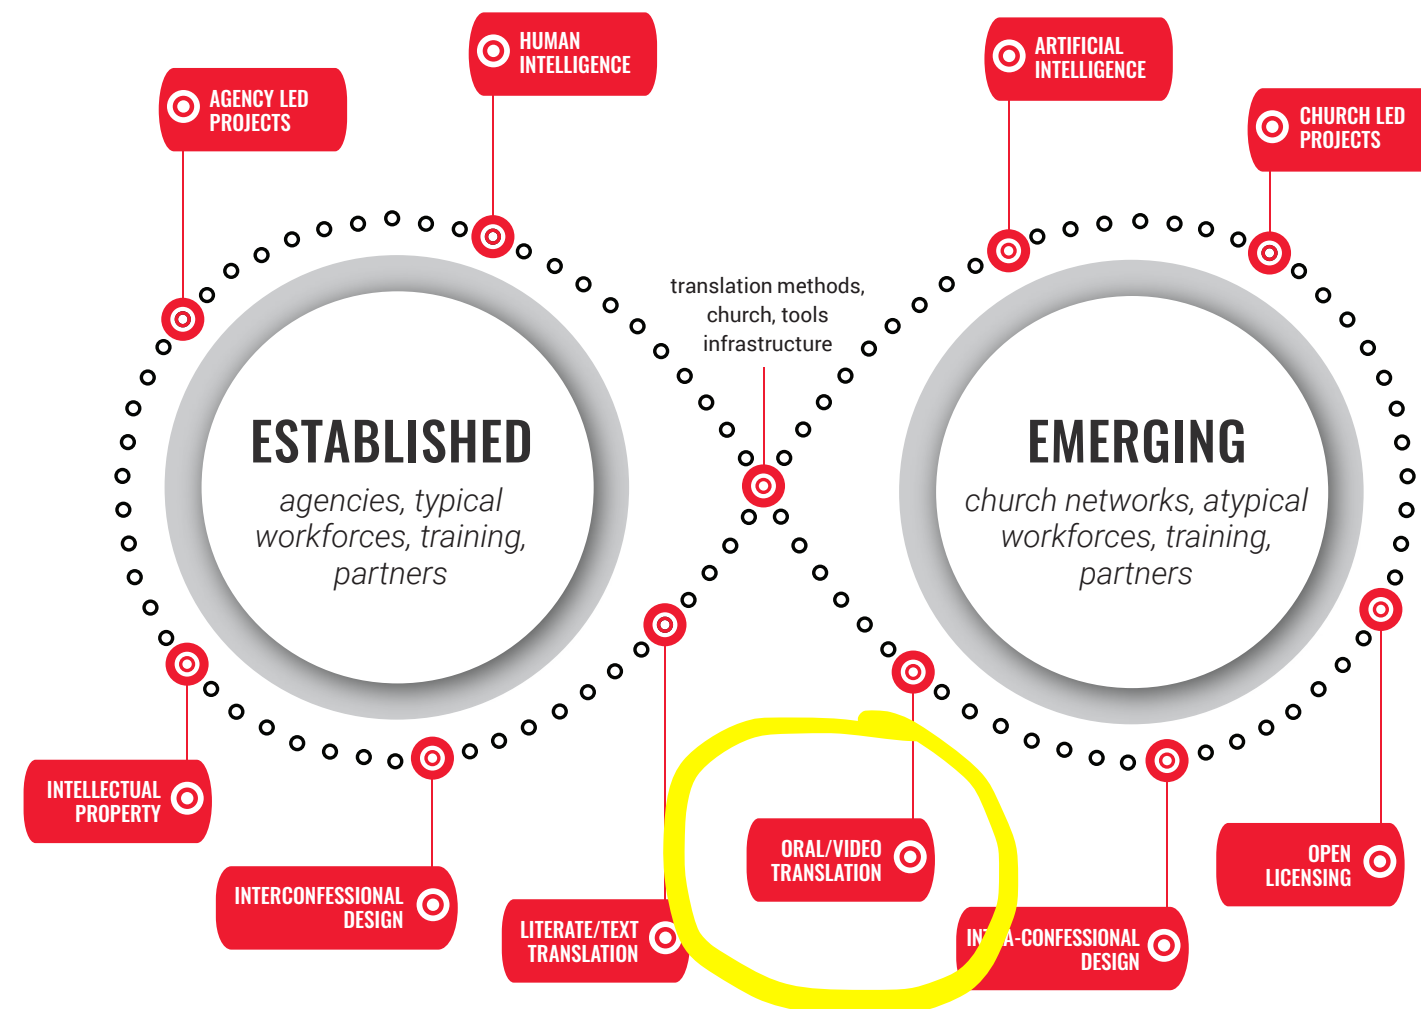 HUMAN
INTELLIGENCE
ARTIFICIAL
INTELLIGENCE
AGENCY LED
PROJECTS
CHURCH LED
PROJECTS
translation methods,
church, tools
infrastructure
ESTABLISHED
agencies, typical
workforces, training,
partners
EMERGING
church networks, atypical
workforces, training,
partners
INTELLECTUAL
PROPERTY
INTERCONFESSIONAL
DESIGN
LITERATE/TEXT
TRANSLATION
ORAL/VIDEO
TRANSLATION
-CONFESSIONAL
DESIGN
OPEN
LICENSING